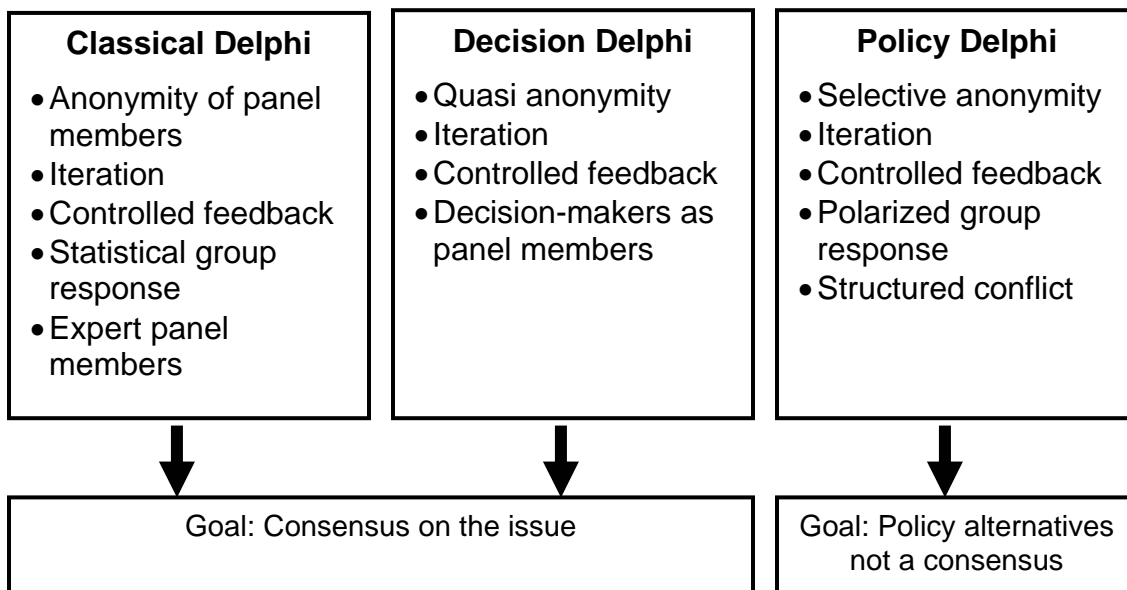 Classical Delphi
• Anonymity of panel
members
• Iteration
• Controlled feedback
• Statistical group
response
• Expert panel
members
Decision Delphi
• Quasi anonymity
• Iteration
• Controlled feedback
• Decision-makers as
panel members
Policy Delphi
• Selective anonymity
• Iteration
• Controlled feedback
• Polarized group
response
• Structured conflict
Goal: Consensus on the issue
Goal: Policy alternatives
not a consensus